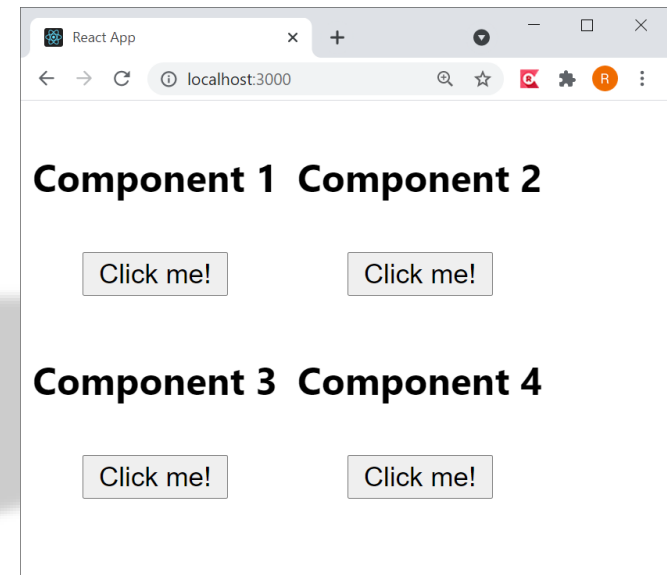 React App
localhost:3000
R
Component 1 Component 2
Click me! Click me!
Component 3 Component 4
Click me! Click me!